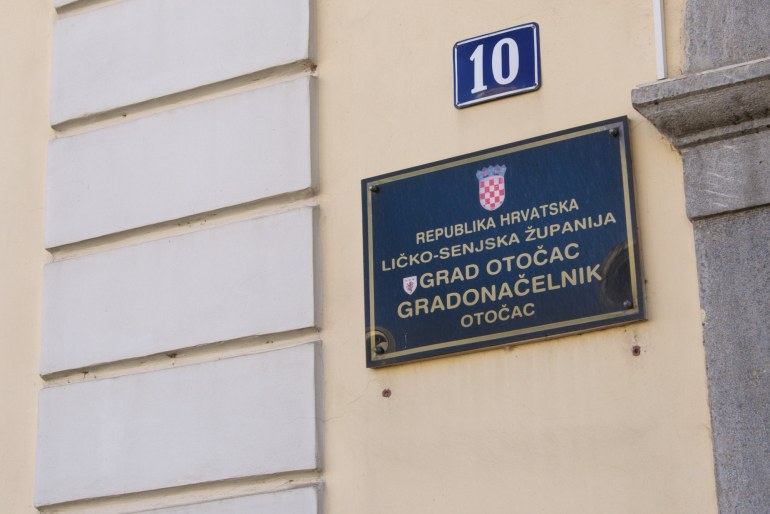 10
REPUBLIKA HRVATSKA
LIČKO-SENJSKA ŽUPANIJA
GRAD OTOČAC
GRADONAČELNIK
OTOČAC